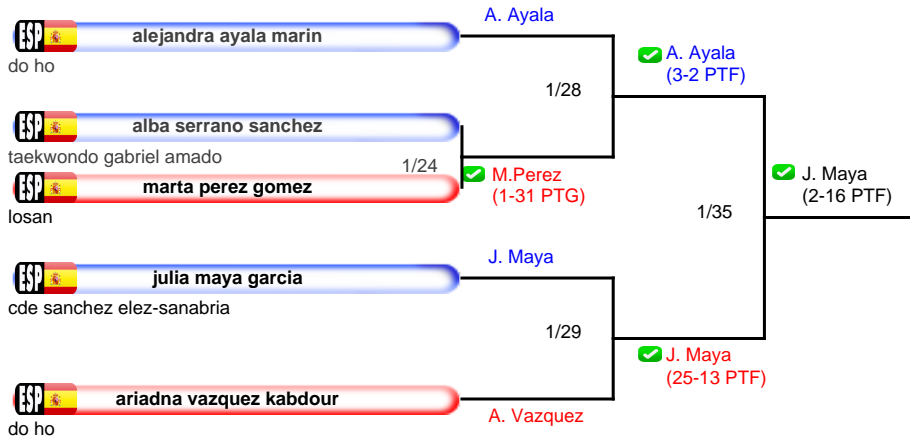 A. Ayala
ESP alejandra ayala marin
do ho
A. Ayala
(3-2 PTF)
1/28
ESP alba serrano sanchez
taekwondo gabriel amado
1/24
M.Perez
(1-31 PTG)
ESP marta perez gomez
losan
J. Maya
(2-16 PTF)
1/35
J. Maya
ESP julia maya garcia
cde sanchez elez-sanabria
1/29
J. Maya
(25-13 PTF)
ESP ariadna vazquez kabdour
A. Vazquez
do ho